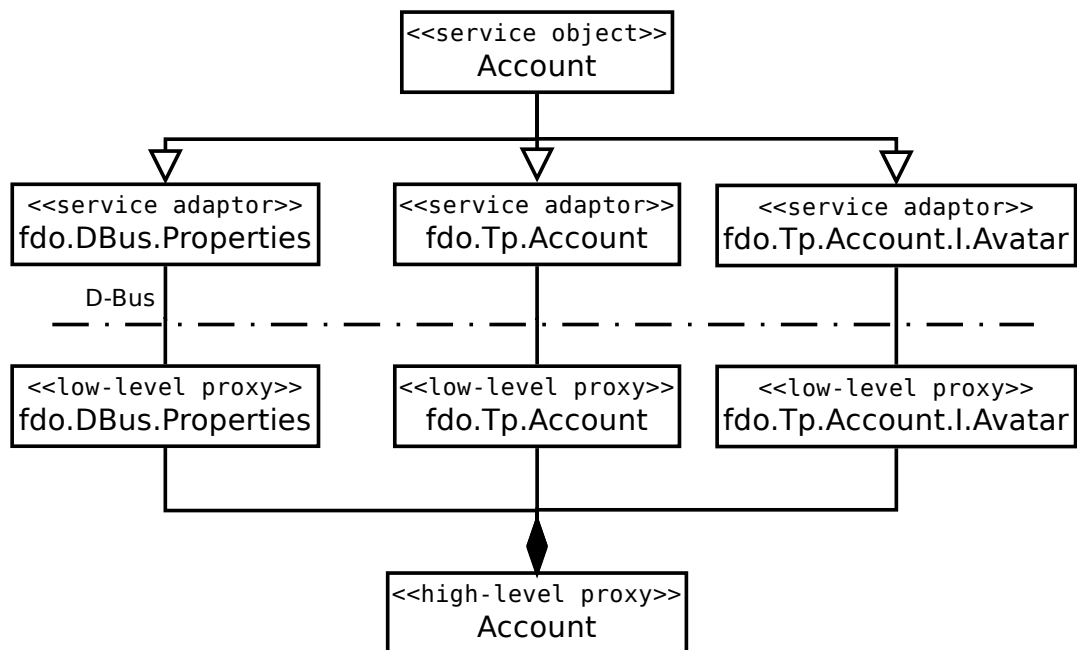 <<service object>>
Account
<<service adaptor>>
fdo.DBus.Properties
<<service adaptor>>
fdo.Tp.Account
<<service adaptor>>
fdo.Tp.Account.I.Avatar
D-Bus
<<low-level proxy>>
fdo.DBus.Properties
<<low-level proxy>>
fdo.Tp.Account
<<low-level proxy>>
fdo.Tp.Account.I.Avatar
<<high-level proxy>>
Account